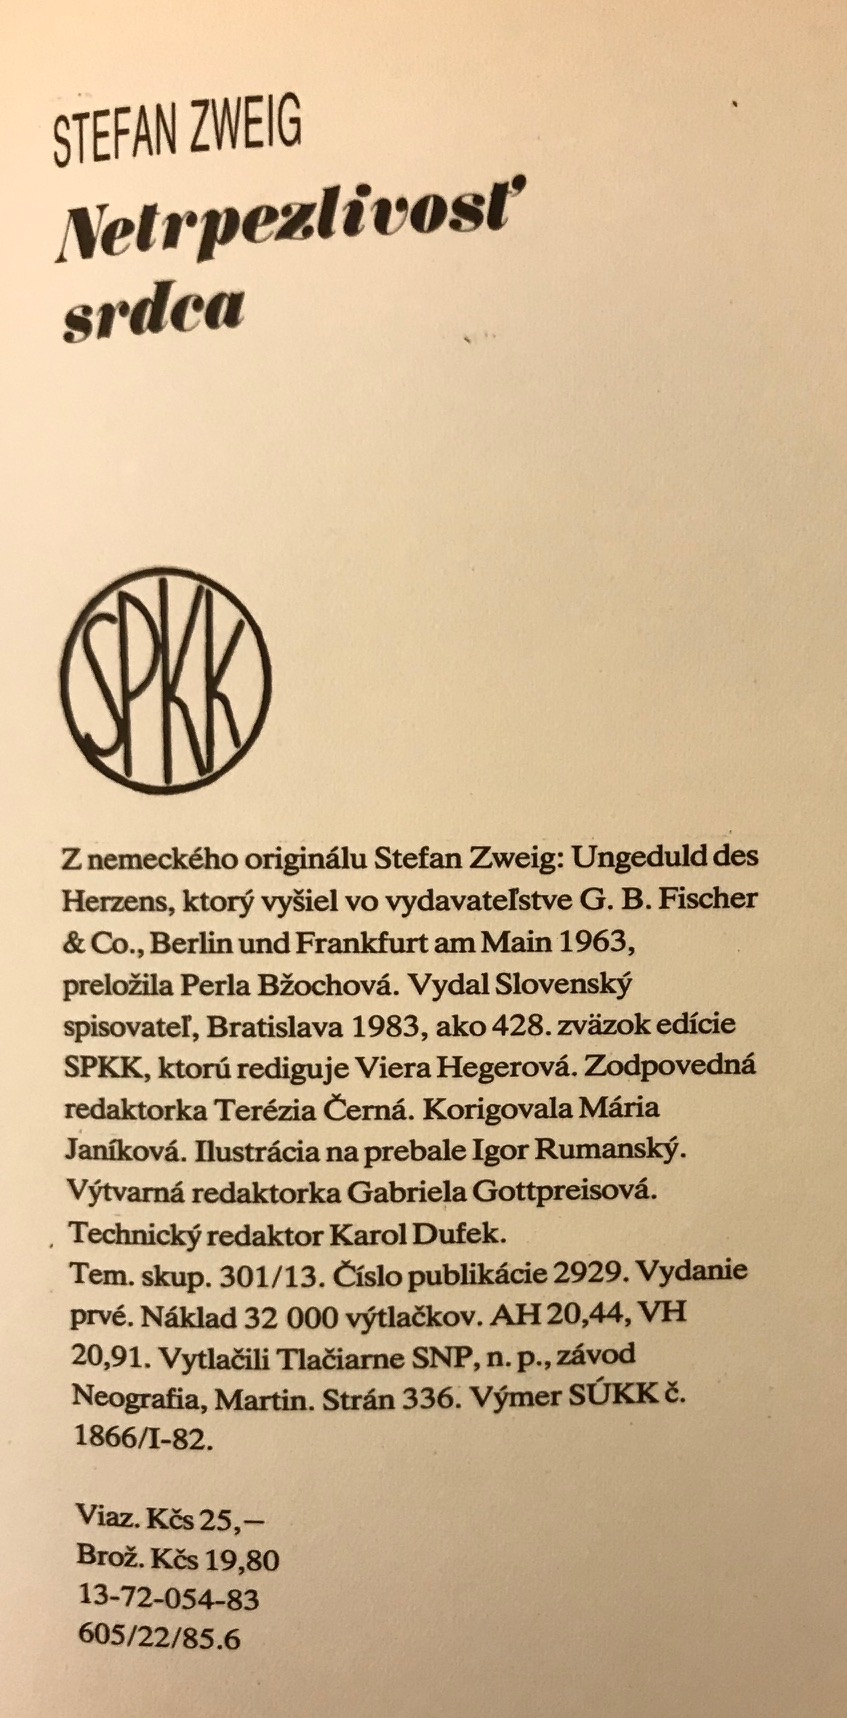 STEFAN ZWEIG
Netrpezlivosť
srdca
SPKK
Z nemeckého originálu Stefan Zweig: Ungeduld des
Herzens, ktorý vyšiel vo vydavateľstve G. B. Fischer
& Co., Berlin und Frankfurt am Main 1963,
preložila Perla Bžochová. Vydal Slovenský
spisovateľ, Bratislava 1983, ako 428. zväzok edície
SPKK, ktorú rediguje Viera Hegerová. Zodpovedná
redaktorka Terézia Černá. Korigovala Mária
Janíková. Ilustrácia na prebale Igor Rumanský.
Výtvarná redaktorka Gabriela Gottpreisová.
Technický redaktor Karol Dufek.
Tem. skup. 301/13. Číslo publikácie 2929. Vydanie
prvé. Náklad 32 000 výtlačkov. AH 20,44, VH
20,91. Vytlačili Tlačiarne SNP, n. p., závod
Neografia, Martin. Strán 336. Výmer SÚKK č.
1866/I-82.
Viaz. Kčs 25,—
Brož. Kčs 19,80
13-72-054-83
605/22/85.6